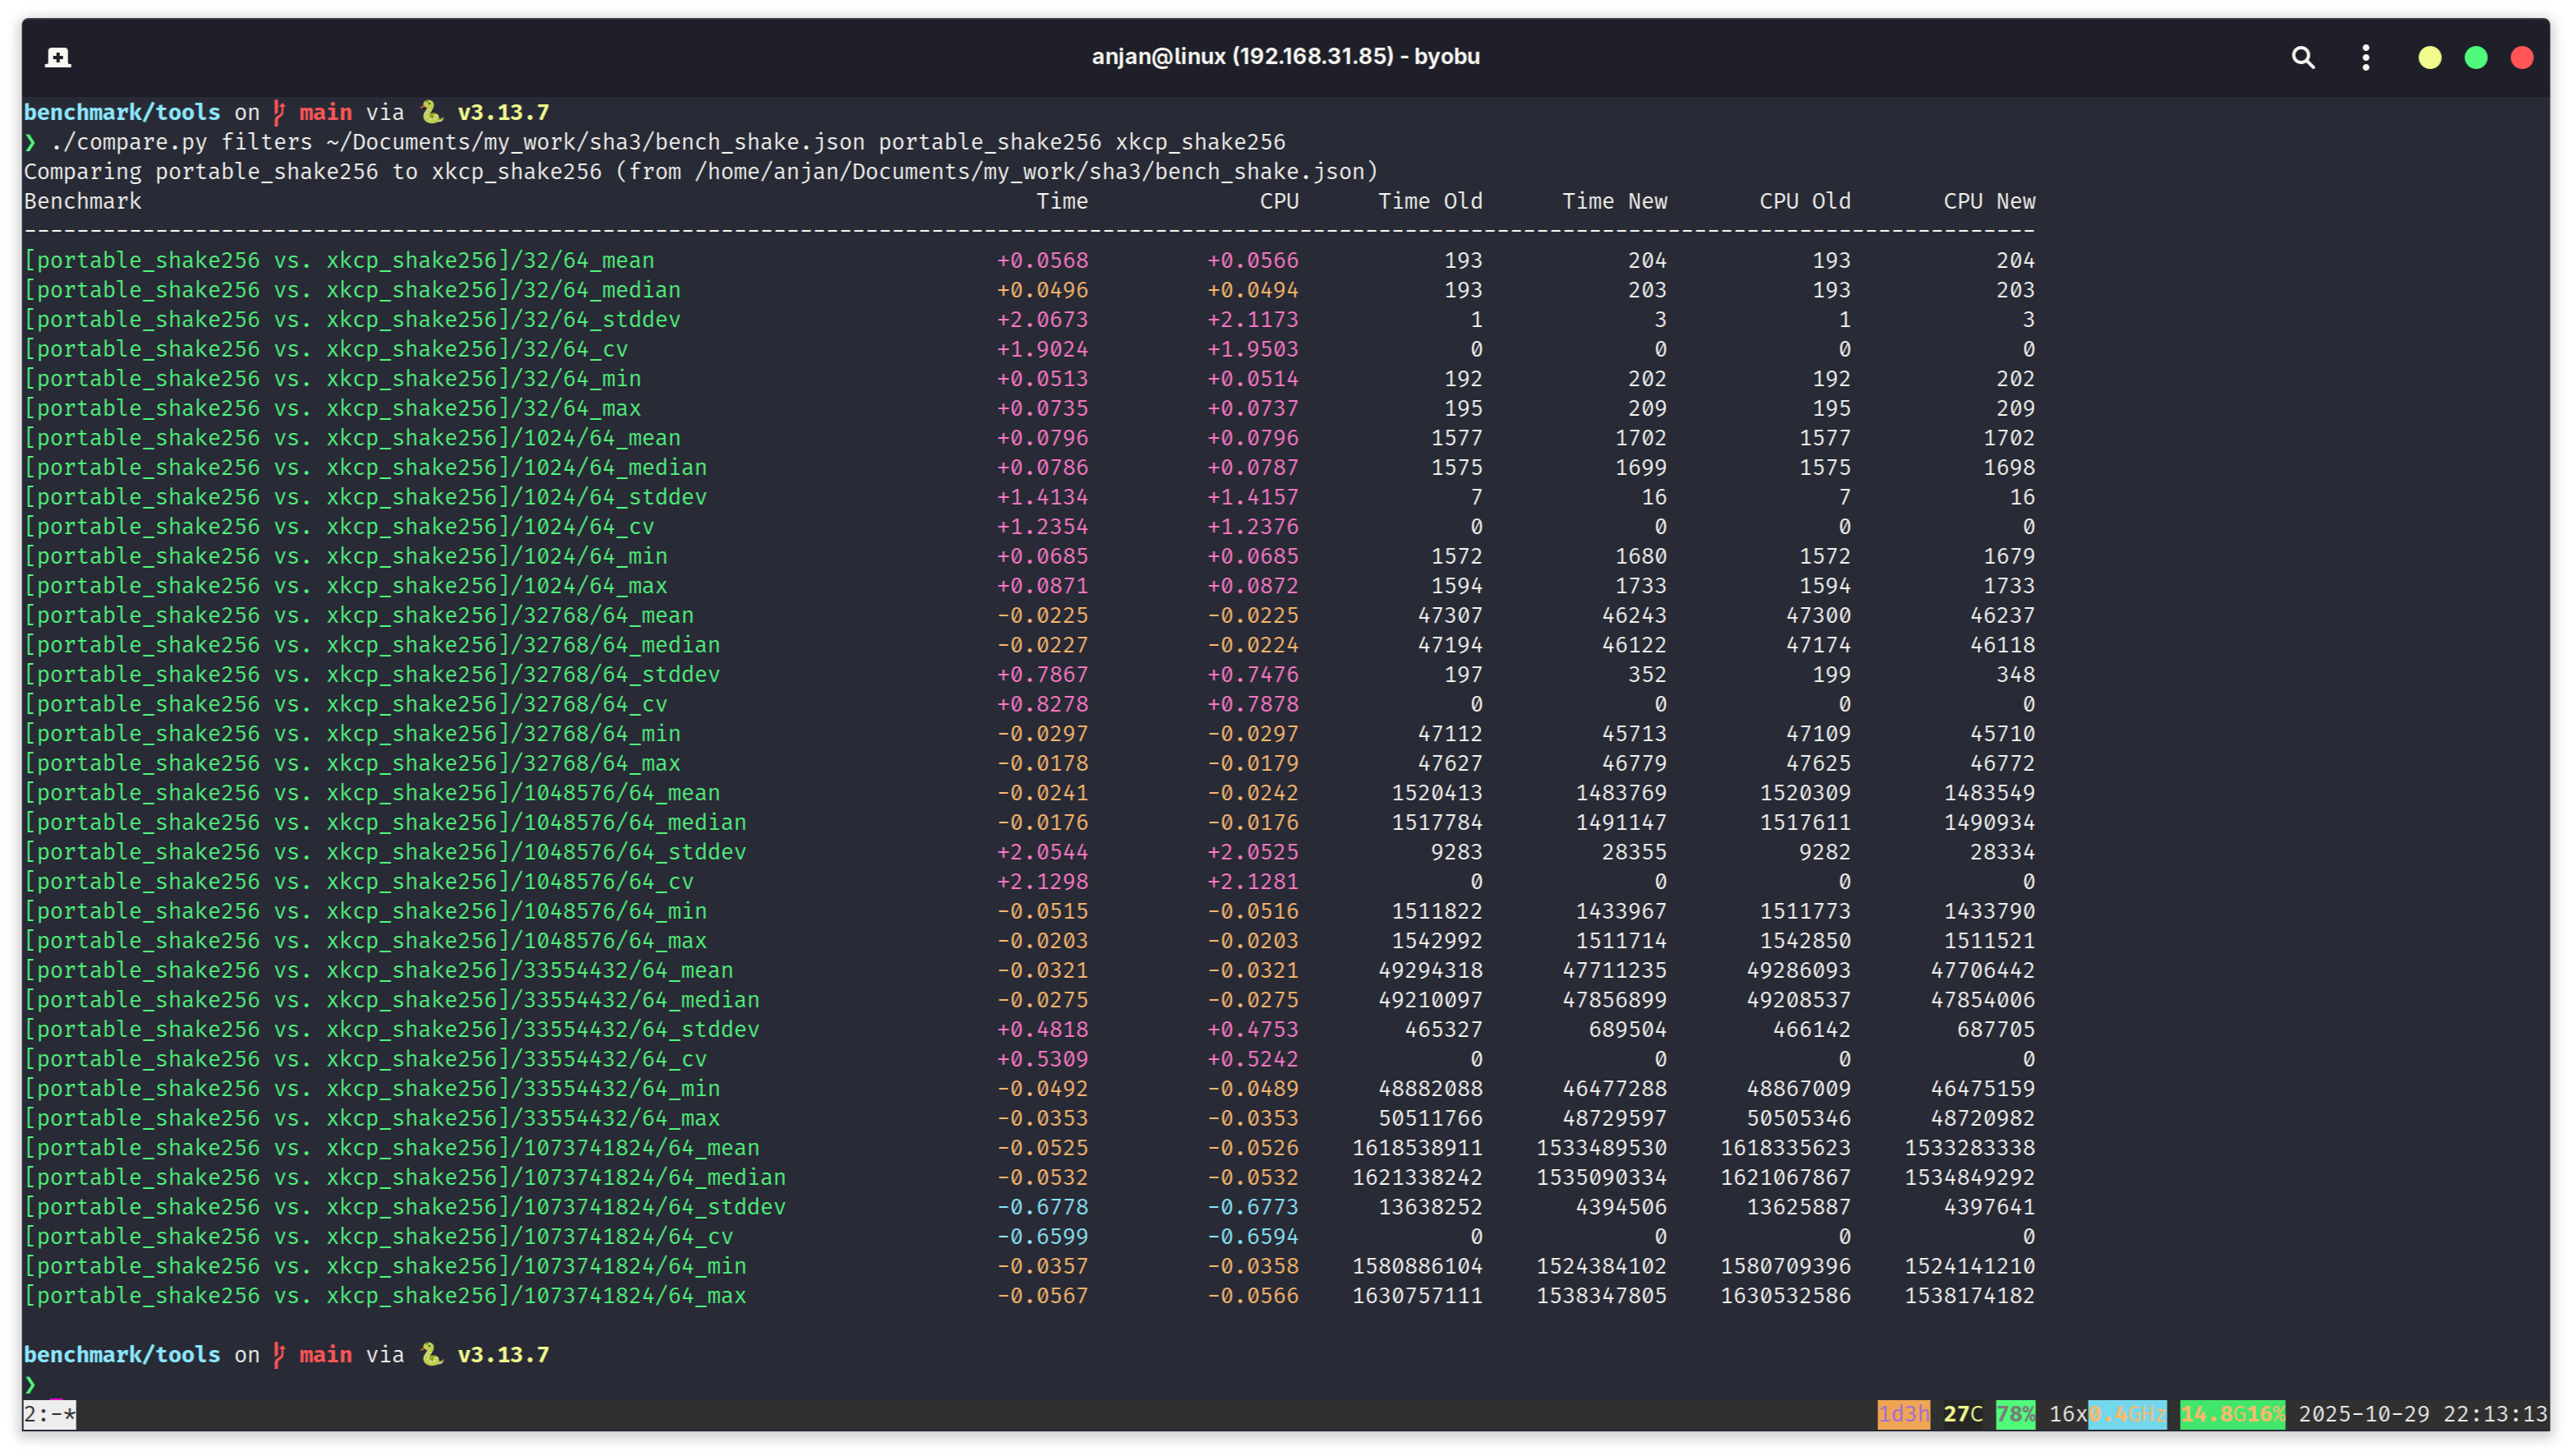 anjan@linux (192.168.31.85) - byobu
benchmark/tools on main via v3.13.7
❯ ./compare.py filters ~/Documents/my_work/sha3/bench_shake.json portable_shake256 xkcp_shake256
Comparing portable_shake256 to xkcp_shake256 (from /home/anjan/Documents/my_work/sha3/bench_shake.json)
Benchmark Time CPU Time Old Time New CPU Old CPU New
-----------------------------------------------------------------------------------------------------------------------------------------------------------
[portable_shake256 vs. xkcp_shake256]/32/64_mean +0.0568 +0.0566 193 204 193 204
[portable_shake256 vs. xkcp_shake256]/32/64_median +0.0496 +0.0494 193 203 193 203
[portable_shake256 vs. xkcp_shake256]/32/64_stddev +2.0673 +2.1173 1 3 1 3
[portable_shake256 vs. xkcp_shake256]/32/64_cv +1.9024 +1.9503 0 0 0 0
[portable_shake256 vs. xkcp_shake256]/32/64_min +0.0513 +0.0514 192 202 192 202
[portable_shake256 vs. xkcp_shake256]/32/64_max +0.0735 +0.0737 195 209 195 209
[portable_shake256 vs. xkcp_shake256]/1024/64_mean +0.0796 +0.0796 1577 1702 1577 1702
[portable_shake256 vs. xkcp_shake256]/1024/64_median +0.0786 +0.0787 1575 1699 1575 1698
[portable_shake256 vs. xkcp_shake256]/1024/64_stddev +1.4134 +1.4157 7 16 7 16
[portable_shake256 vs. xkcp_shake256]/1024/64_cv +1.2354 +1.2376 0 0 0 0
[portable_shake256 vs. xkcp_shake256]/1024/64_min +0.0685 +0.0685 1572 1680 1572 1679
[portable_shake256 vs. xkcp_shake256]/1024/64_max +0.0871 +0.0872 1594 1733 1594 1733
[portable_shake256 vs. xkcp_shake256]/32768/64_mean -0.0225 -0.0225 47307 46243 47300 46237
[portable_shake256 vs. xkcp_shake256]/32768/64_median -0.0227 -0.0224 47194 46122 47174 46118
[portable_shake256 vs. xkcp_shake256]/32768/64_stddev +0.7867 +0.7476 197 352 199 348
[portable_shake256 vs. xkcp_shake256]/32768/64_cv +0.8278 +0.7878 0 0 0 0
[portable_shake256 vs. xkcp_shake256]/32768/64_min -0.0297 -0.0297 47112 45713 47109 45710
[portable_shake256 vs. xkcp_shake256]/32768/64_max -0.0178 -0.0179 47627 46779 47625 46772
[portable_shake256 vs. xkcp_shake256]/1048576/64_mean -0.0241 -0.0242 1520413 1483769 1520309 1483549
[portable_shake256 vs. xkcp_shake256]/1048576/64_median -0.0176 -0.0176 1517784 1491147 1517611 1490934
[portable_shake256 vs. xkcp_shake256]/1048576/64_stddev +2.0544 +2.0525 9283 28355 9282 28334
[portable_shake256 vs. xkcp_shake256]/1048576/64_cv +2.1298 +2.1281 0 0 0 0
[portable_shake256 vs. xkcp_shake256]/1048576/64_min -0.0515 -0.0516 1511822 1433967 1511773 1433790
[portable_shake256 vs. xkcp_shake256]/1048576/64_max -0.0203 -0.0203 1542992 1511714 1542850 1511521
[portable_shake256 vs. xkcp_shake256]/33554432/64_mean -0.0321 -0.0321 49294318 47711235 49286093 47706442
[portable_shake256 vs. xkcp_shake256]/33554432/64_median -0.0275 -0.0275 49210097 47856899 49208537 47854006
[portable_shake256 vs. xkcp_shake256]/33554432/64_stddev +0.4818 +0.4753 465327 689504 466142 687705
[portable_shake256 vs. xkcp_shake256]/33554432/64_cv +0.5309 +0.5242 0 0 0 0
[portable_shake256 vs. xkcp_shake256]/33554432/64_min -0.0492 -0.0489 48882088 46477288 48867009 46475159
[portable_shake256 vs. xkcp_shake256]/33554432/64_max -0.0353 -0.0353 50511766 48729597 50505346 48720982
[portable_shake256 vs. xkcp_shake256]/1073741824/64_mean -0.0525 -0.0526 1618538911 1533489530 1618335623 1533283338
[portable_shake256 vs. xkcp_shake256]/1073741824/64_median -0.0532 -0.0532 1621338242 1535090334 1621067867 1534849292
[portable_shake256 vs. xkcp_shake256]/1073741824/64_stddev -0.6778 -0.6773 13638252 4394506 13625887 4397641
[portable_shake256 vs. xkcp_shake256]/1073741824/64_cv -0.6599 -0.6594 0 0 0 0
[portable_shake256 vs. xkcp_shake256]/1073741824/64_min -0.0357 -0.0358 1580886104 1524384102 1580709396 1524141210
[portable_shake256 vs. xkcp_shake256]/1073741824/64_max -0.0567 -0.0566 1630757111 1538347805 1630532586 1538174182
benchmark/tools on main via v3.13.7
❯
2:-* 1d3h 27C 78% 16x0.4GHz 14.8G16% 2025-10-29 22:13:13